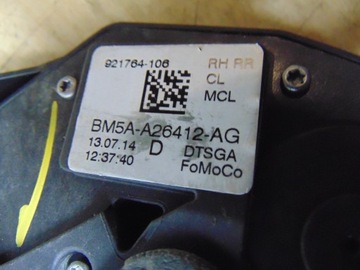 921764-106 RH RR
CL
MCL
BM5A-A26412-AG
13.07.14 D DTSGA
12:37:40 FoMoCo